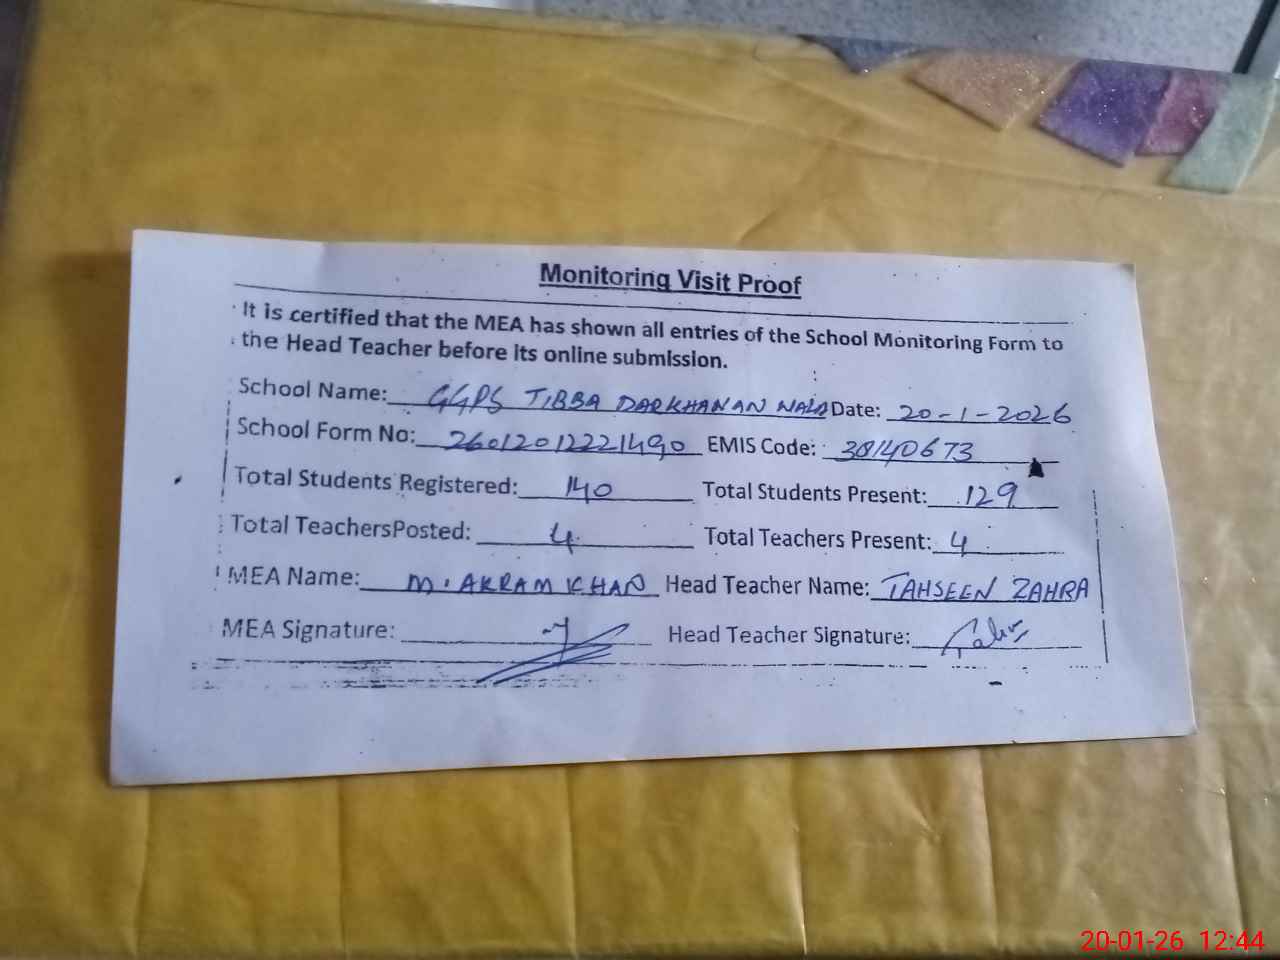 Monitoring Visit Proof
It is certified that the MEA has shown all entries of the School Monitoring Form to
the Head Teacher before its online submission.
School Name: GGPS TIBBA DARKHANAN WALA Date: 20-1-2026
School Form No: 26012012221490 EMIS Code: 38140673
Total Students Registered: 140 Total Students Present: 129
Total TeachersPosted: 4 Total Teachers Present: 4
MEA Name: M. AKRAM KHAN Head Teacher Name: TAHSEEN ZAHRA
MEA Signature: Head Teacher Signature:
20-01-26 12:44